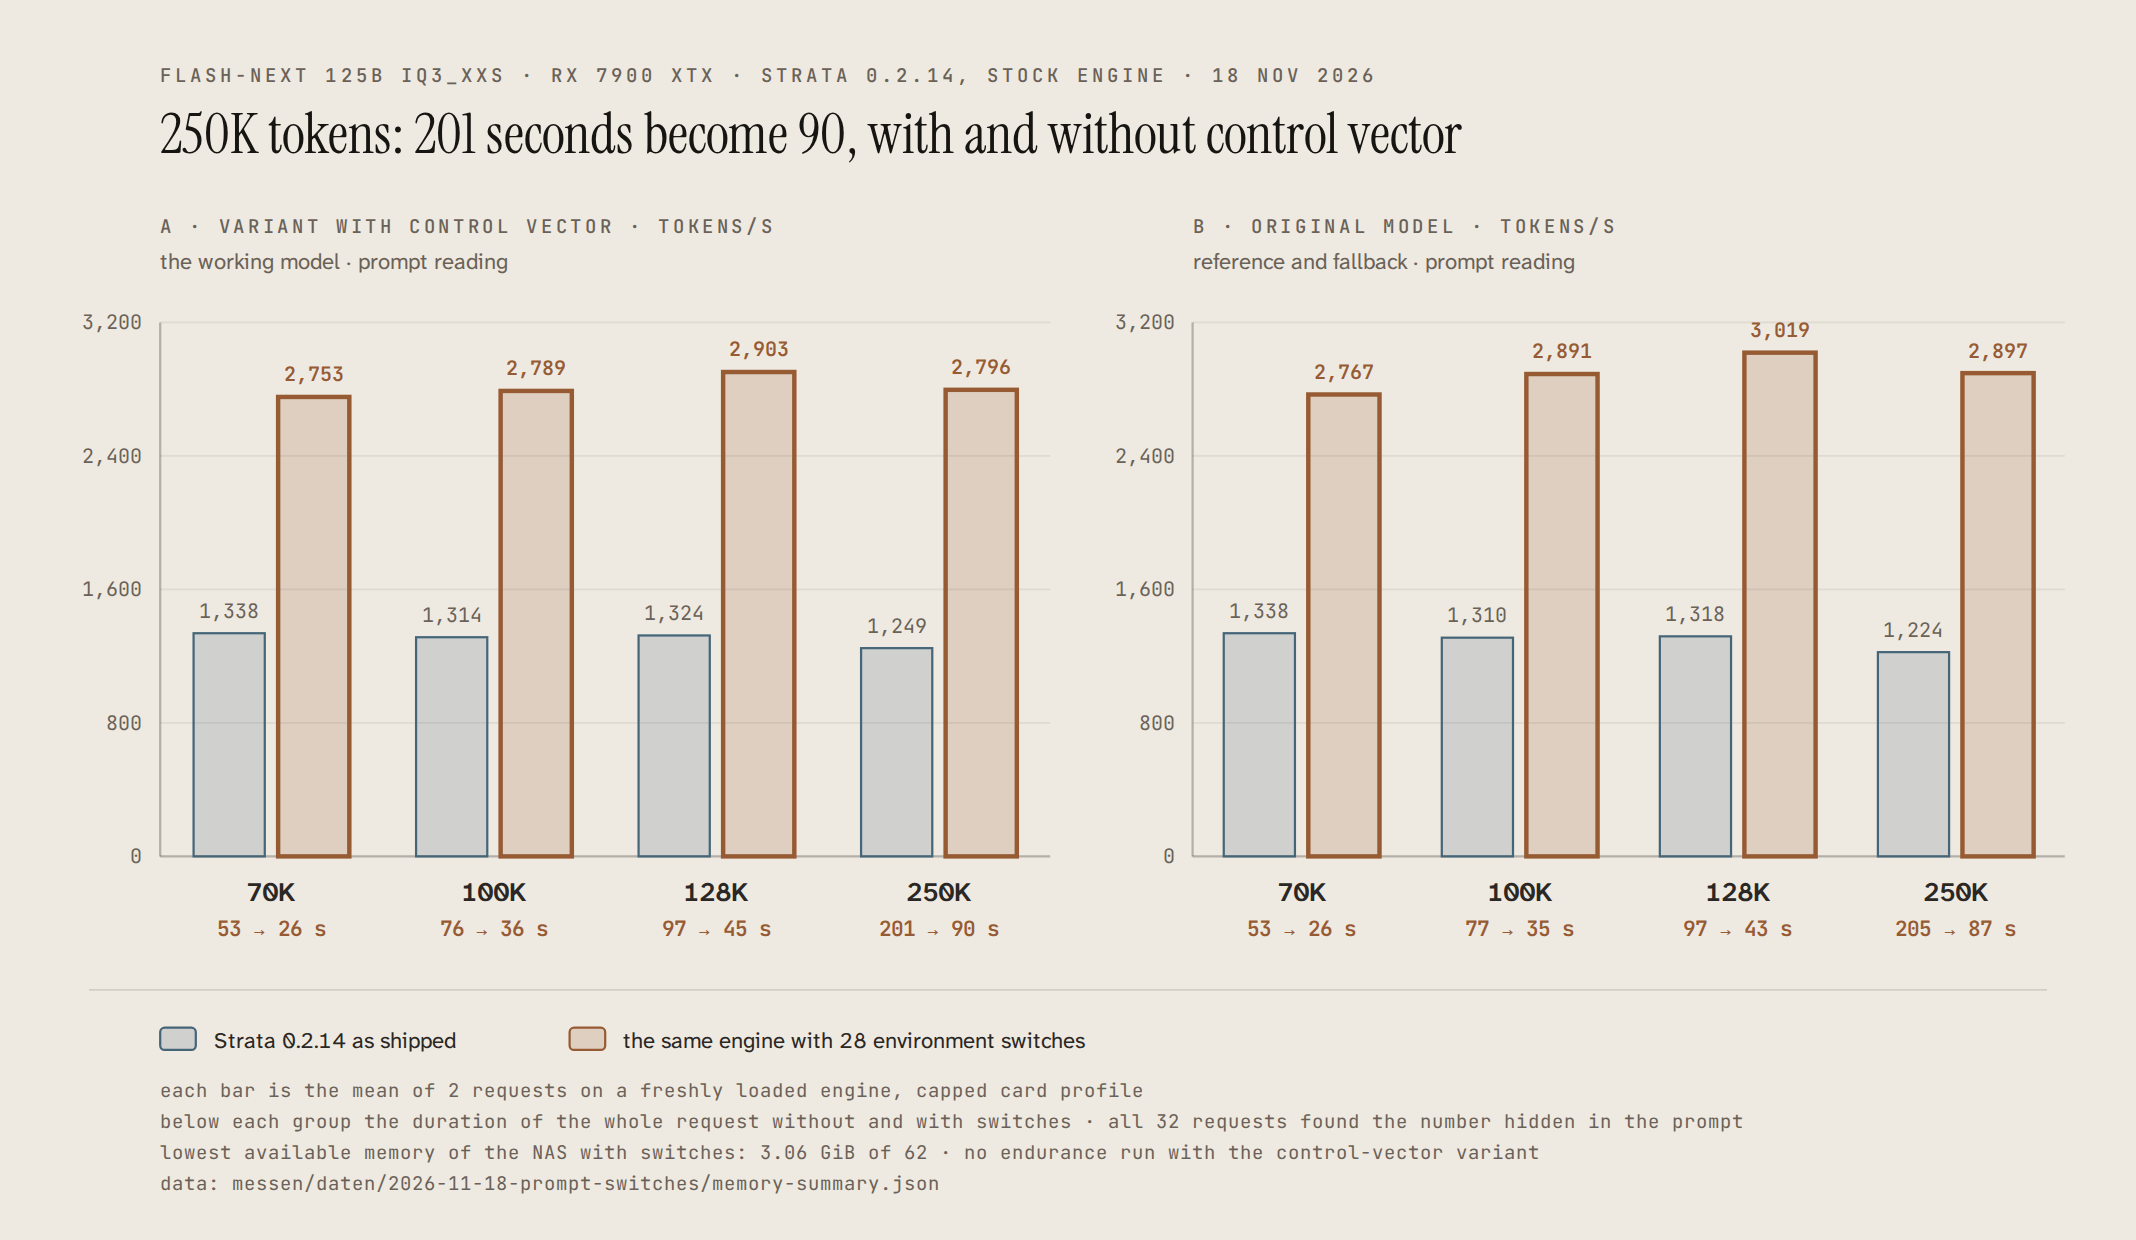 FLASH-NEXT 125B IQ3_XXS · RX 7900 XTX · STRATA 0.2.14, STOCK ENGINE · 18 NOV 2026
250K tokens: 201 seconds become 90, with and without control vector
A · VARIANT WITH CONTROL VECTOR · TOKENS/S
the working model · prompt reading
3,200
2,400
1,600
800
0
1,338
2,753
1,314
2,789
1,324
2,903
1,249
2,796
70K
100K
128K
250K
53 → 26 s
76 → 36 s
97 → 45 s
201 → 90 s
B · ORIGINAL MODEL · TOKENS/S
reference and fallback · prompt reading
3,200
2,400
1,600
800
0
1,338
2,767
1,310
2,891
1,318
3,019
1,224
2,897
70K
100K
128K
250K
53 → 26 s
77 → 35 s
97 → 43 s
205 → 87 s
Strata 0.2.14 as shipped
the same engine with 28 environment switches
each bar is the mean of 2 requests on a freshly loaded engine, capped card profile
below each group the duration of the whole request without and with switches · all 32 requests found the number hidden in the prompt
lowest available memory of the NAS with switches: 3.06 GiB of 62 · no endurance run with the control-vector variant
data: messen/daten/2026-11-18-prompt-switches/memory-summary.json